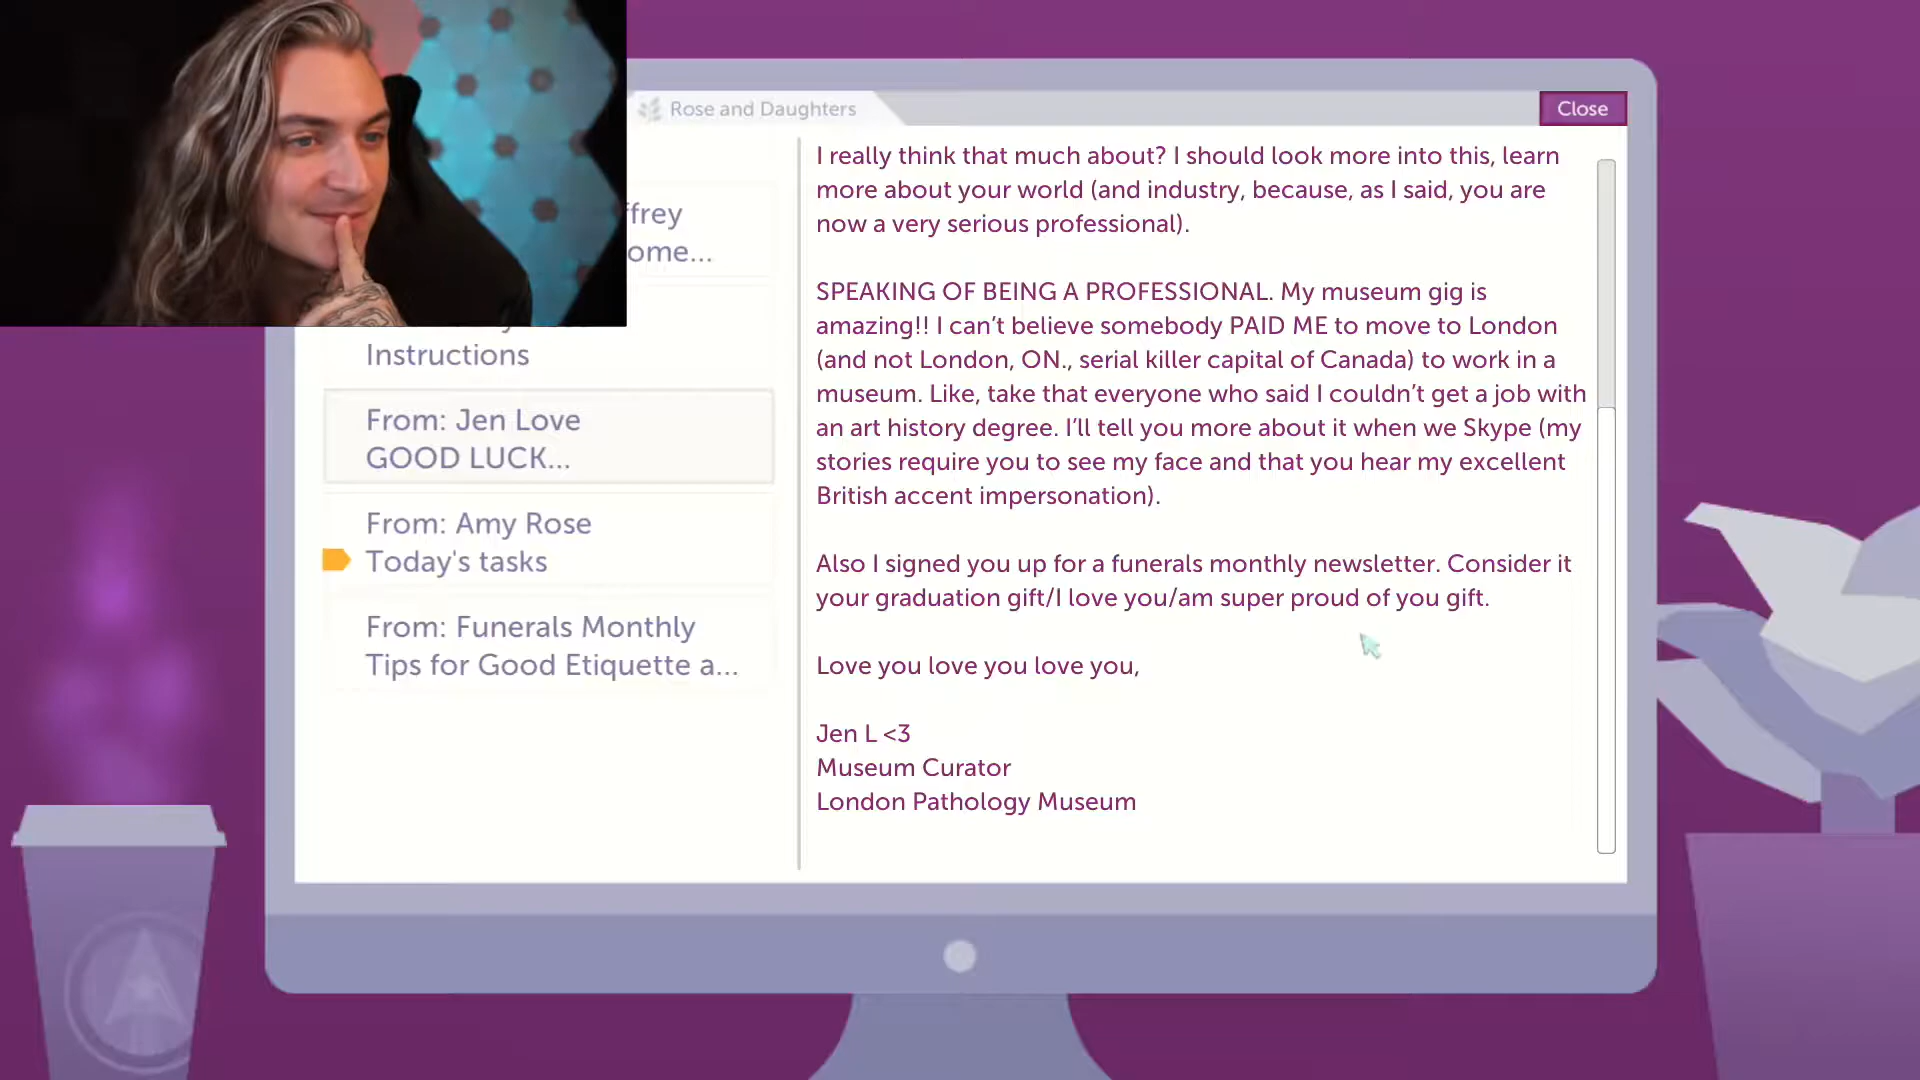 Rose and Daughters
Close
ffrey
ome...
Instructions
From: Jen Love
GOOD LUCK...
From: Amy Rose
Today's tasks
From: Funerals Monthly
Tips for Good Etiquette a...
I really think that much about? I should look more into this, learn
more about your world (and industry, because, as I said, you are
now a very serious professional).
SPEAKING OF BEING A PROFESSIONAL. My museum gig is
amazing!! I can't believe somebody PAID ME to move to London
(and not London, ON., serial killer capital of Canada) to work in a
museum. Like, take that everyone who said I couldn't get a job with
an art history degree. I'll tell you more about it when we Skype (my
stories require you to see my face and that you hear my excellent
British accent impersonation).
Also I signed you up for a funerals monthly newsletter. Consider it
your graduation gift/I love you/am super proud of you gift.
Love you love you love you,
Jen L <3
Museum Curator
London Pathology Museum